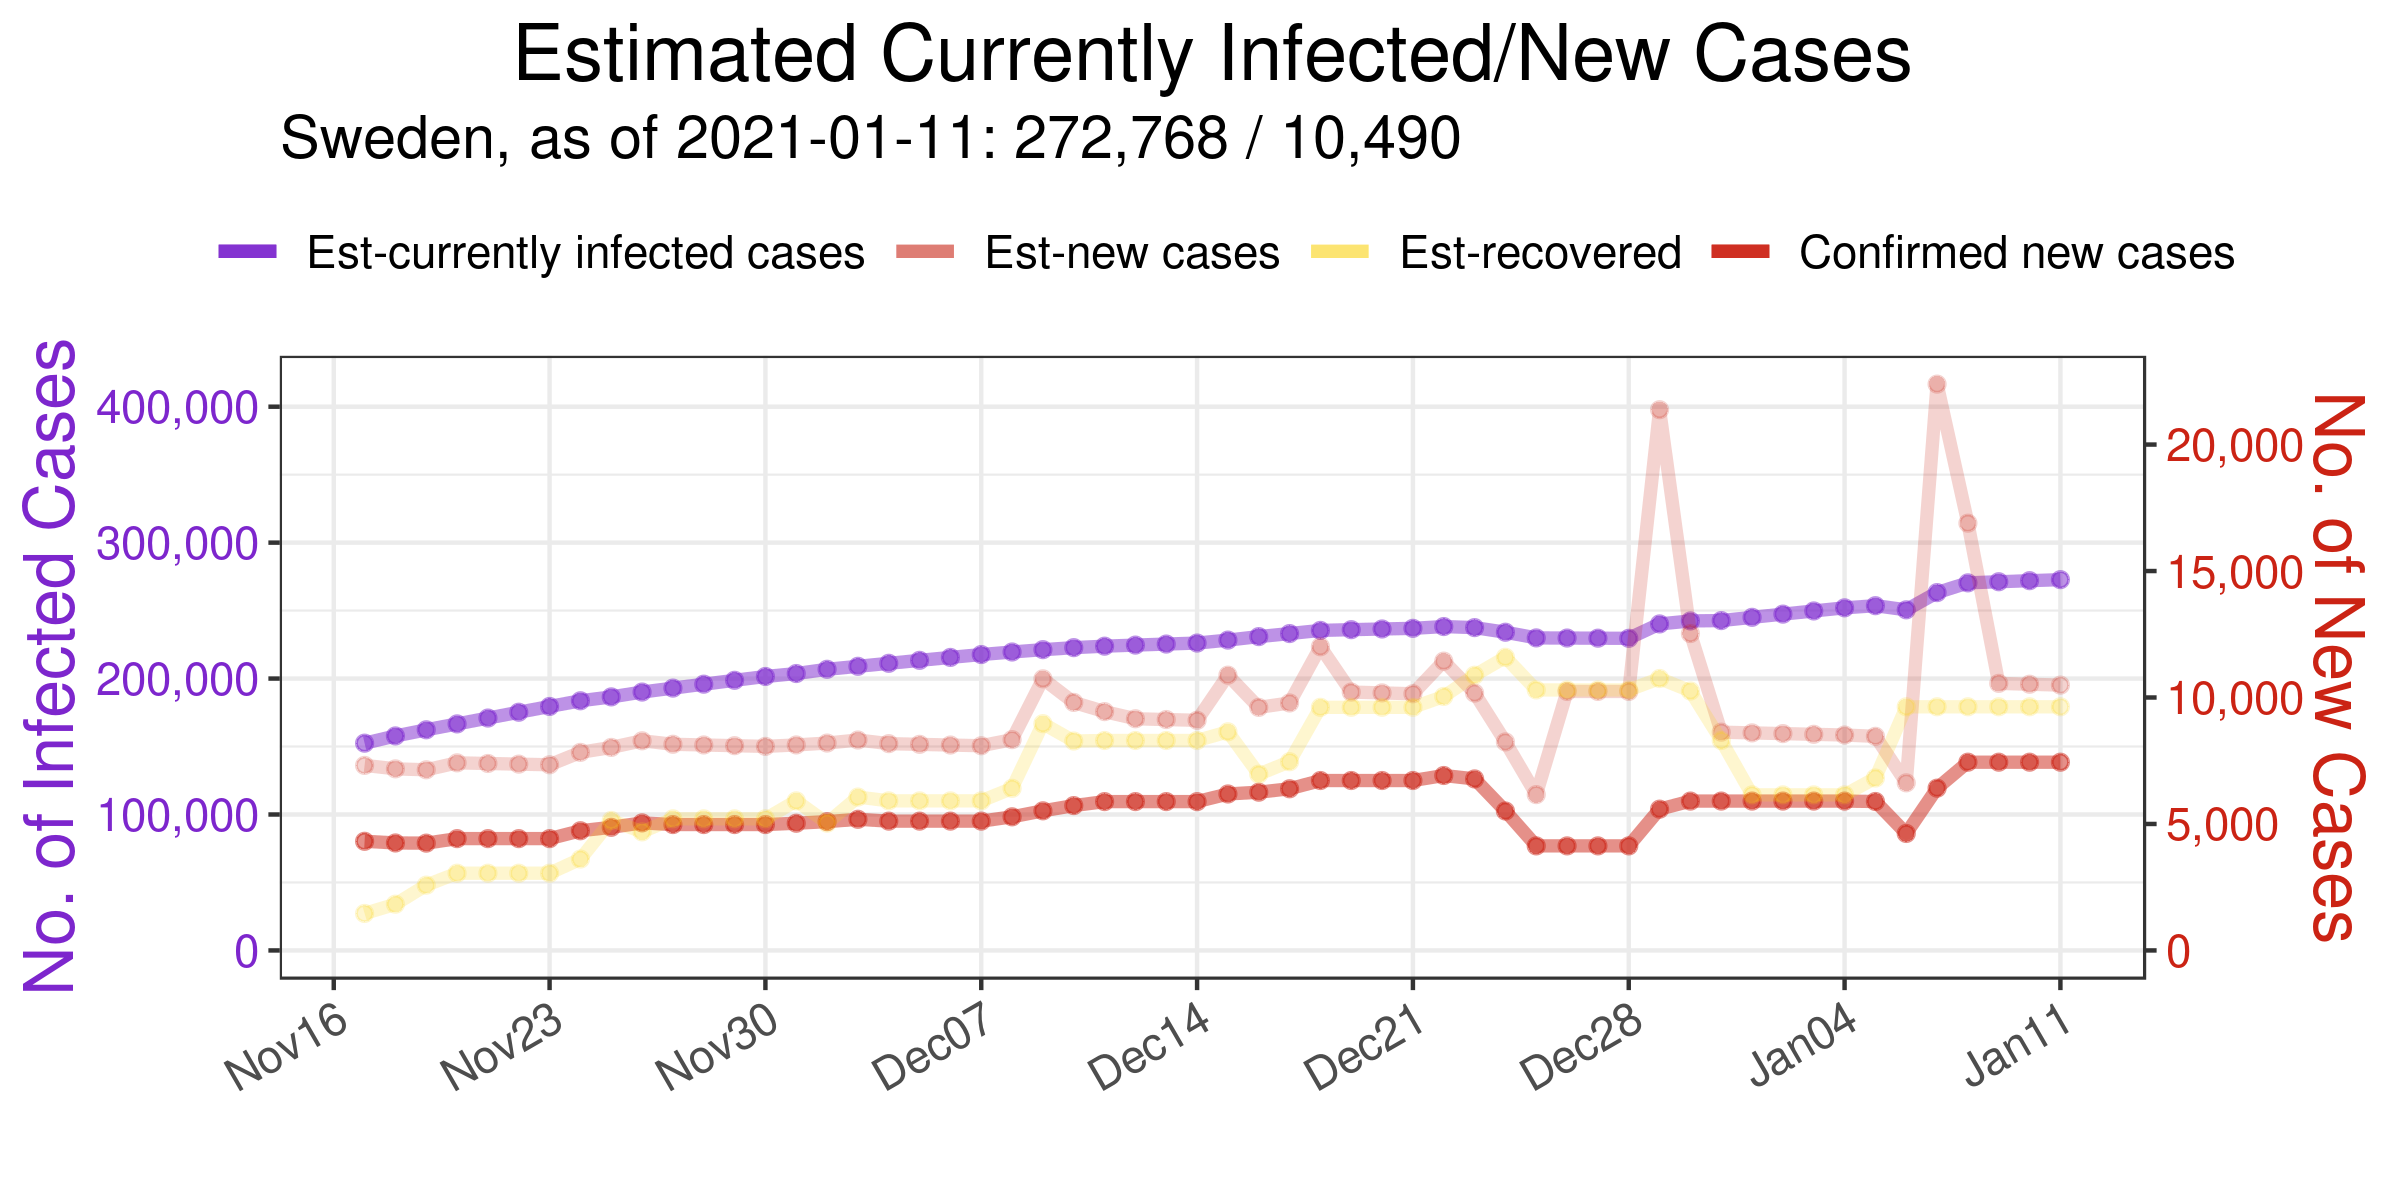 Estimated Currently Infected/New Cases
Sweden, as of 2021-01-11: 272,768 / 10,490
Est-currently infected cases
Est-new cases
Est-recovered
Confirmed new cases
No. of Infected Cases
400,000
300,000
200,000
100,000
0
20,000
15,000
10,000
5,000
0
No. of New Cases
Nov16
Nov23
Nov30
Dec07
Dec14
Dec21
Dec28
Jan04
Jan11